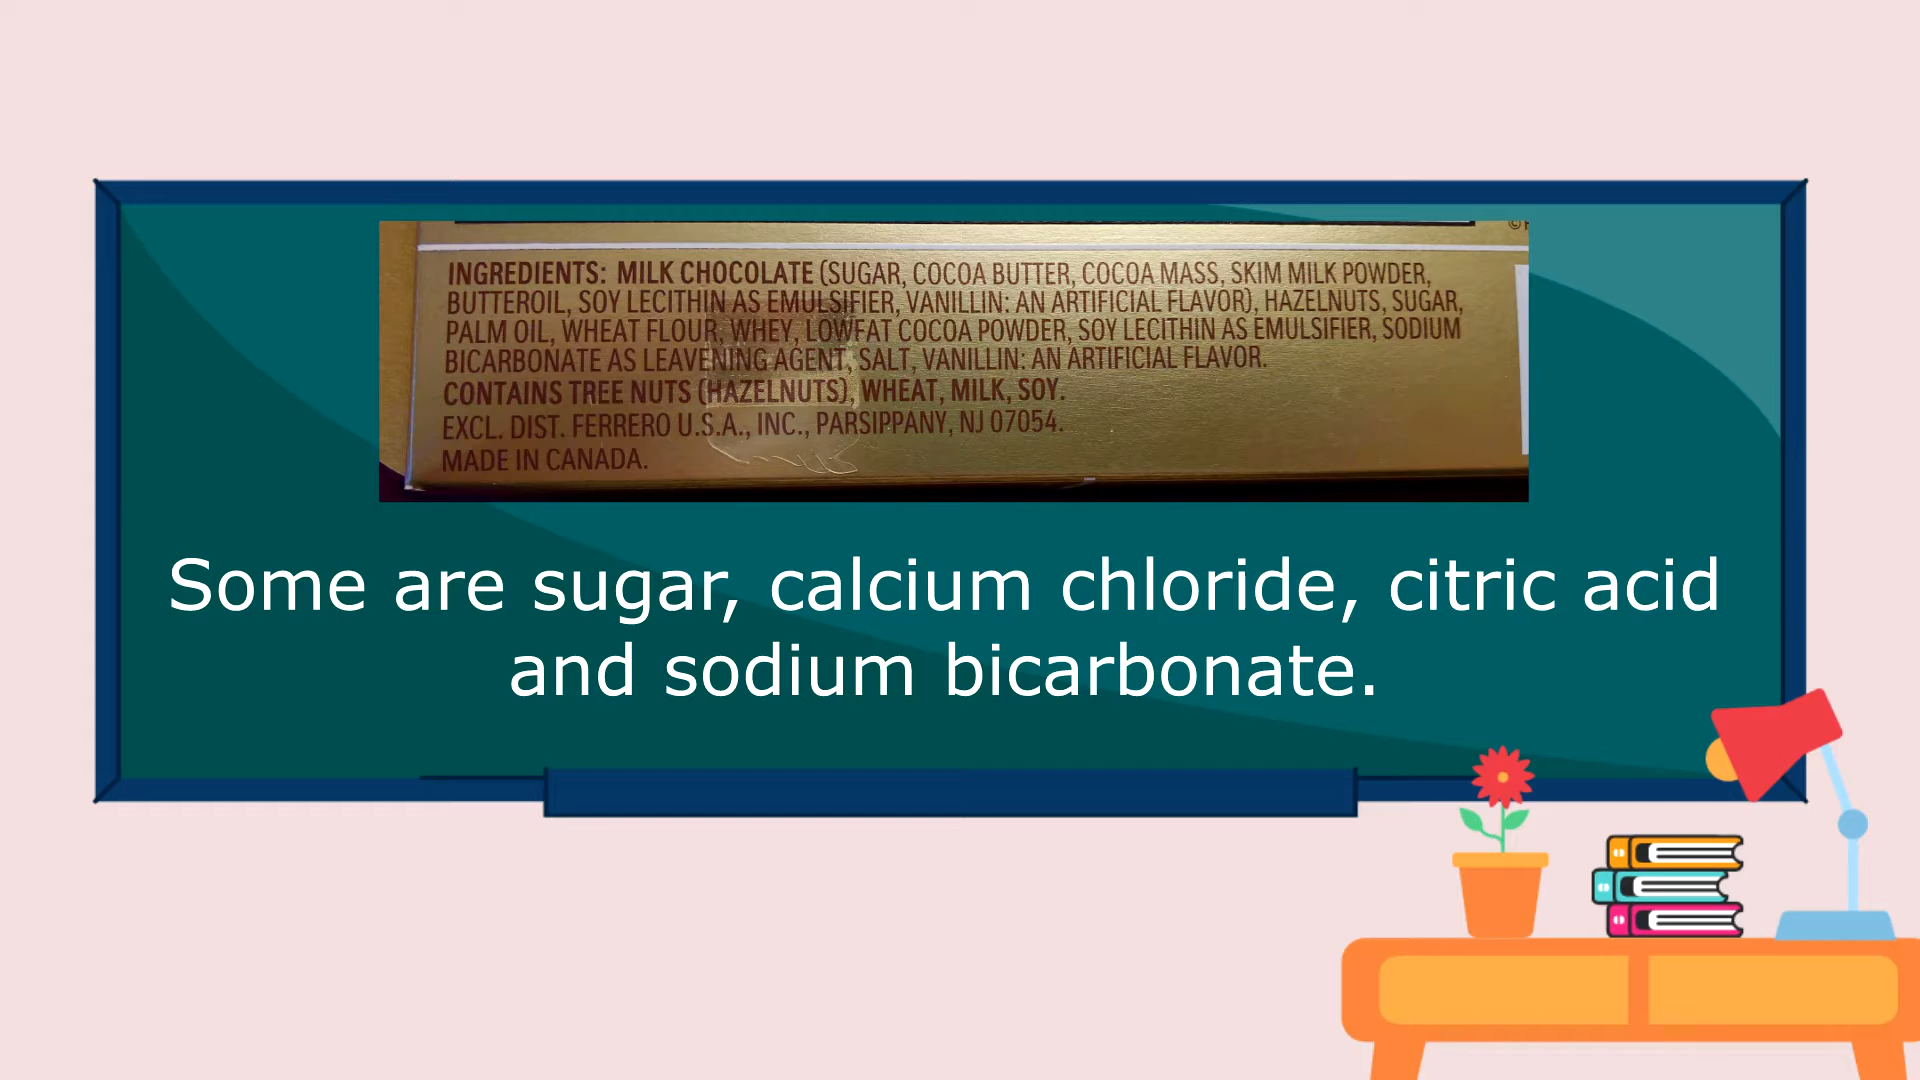 INGREDIENTS: MILK CHOCOLATE (SUGAR, COCOA BUTTER, COCOA MASS, SKIM MILK POWDER,
BUTTEROIL, SOY LECITHIN AS EMULSIFIER, VANILLIN: AN ARTIFICIAL FLAVOR), HAZELNUTS, SUGAR,
PALM OIL, WHEAT FLOUR, WHEY, LOWFAT COCOA POWDER, SOY LECITHIN AS EMULSIFIER, SODIUM
BICARBONATE AS LEAVENING AGENT, SALT, VANILLIN: AN ARTIFICIAL FLAVOR.
CONTAINS TREE NUTS (HAZELNUTS), WHEAT, MILK, SOY.
EXCL. DIST. FERRERO U.S.A., INC., PARSIPPANY, NJ 07054.
MADE IN CANADA.
Some are sugar, calcium chloride, citric acid
and sodium bicarbonate.